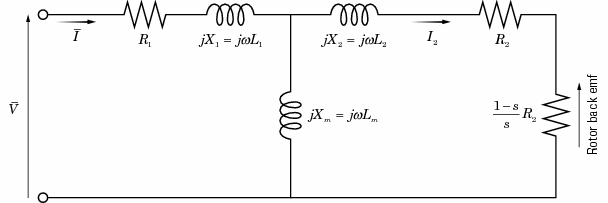 Ī
R₁
jX₁ = jωL₁
jX₂ = jωL₂
I₂
R₂
V̄
jXₘ = jωLₘ
1–s
s
R₂
Rotor back emf